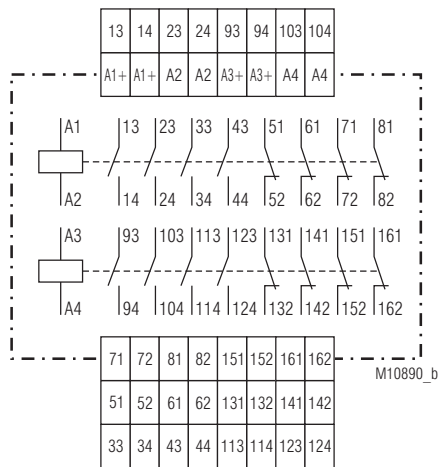 13 14 23 24 93 94 103 104
A1+ A1+ A2 A2 A3+ A3+ A4 A4
A1 13 23 33 43 51 61 71 81
A2 14 24 34 44 52 62 72 82
A3 93 103 113 123 131 141 151 161
A4 94 104 114 124 132 142 152 162
71 72 81 82 151 152 161 162
M10890_b
51 52 61 62 131 132 141 142
33 34 43 44 113 114 123 124